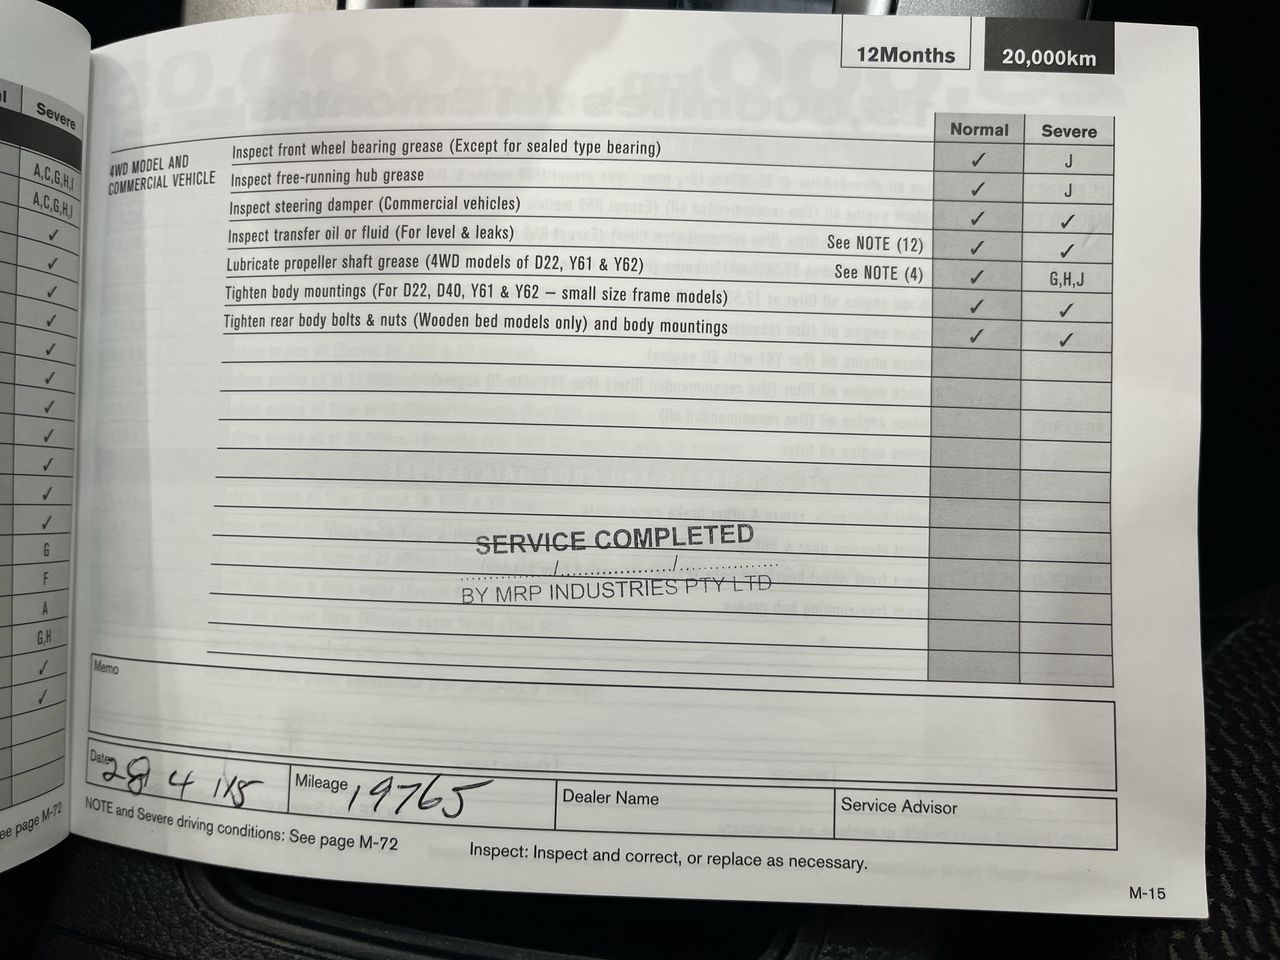 Severe
A,C,G,H,I
A,C,G,H,I
✓
✓
✓
✓
✓
✓
✓
✓
✓
✓
✓
G
F
A
G,H
✓
✓
ee page M-72
12Months 20,000km
Normal Severe
4WD MODEL AND
COMMERCIAL VEHICLE
Inspect front wheel bearing grease (Except for sealed type bearing) ✓ J
Inspect free-running hub grease ✓ J
Inspect steering damper (Commercial vehicles) ✓ ✓
Inspect transfer oil or fluid (For level & leaks) See NOTE (12) ✓ ✓
Lubricate propeller shaft grease (4WD models of D22, Y61 & Y62) See NOTE (4) ✓ G,H,J
Tighten body mountings (For D22, D40, Y61 & Y62 – small size frame models) ✓ ✓
Tighten rear body bolts & nuts (Wooden bed models only) and body mountings ✓ ✓
SERVICE COMPLETED
............/................/................
BY MRP INDUSTRIES PTY LTD
Memo
Date 28 4 15 Mileage 19765 Dealer Name Service Advisor
NOTE and Severe driving conditions: See page M-72
Inspect: Inspect and correct, or replace as necessary.
M-15